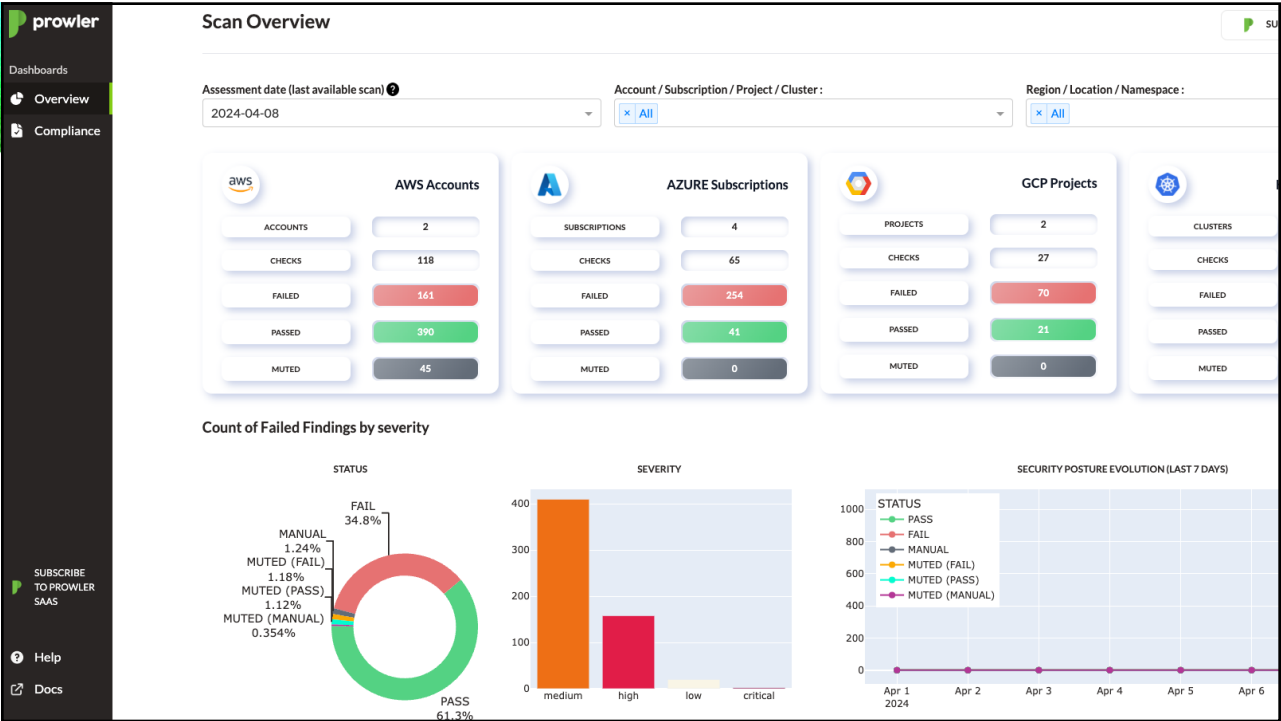 prowler
Scan Overview
SU
Dashboards
Overview
Compliance
Assessment date (last available scan) ?
2024-04-08
Account / Subscription / Project / Cluster :
× All
Region / Location / Namespace :
× All
aws
AWS Accounts
ACCOUNTS 2
CHECKS 118
FAILED 161
PASSED 390
MUTED 45
AZURE Subscriptions
SUBSCRIPTIONS 4
CHECKS 65
FAILED 254
PASSED 41
MUTED 0
GCP Projects
PROJECTS 2
CHECKS 27
FAILED 70
PASSED 21
MUTED 0
CLUSTERS
CHECKS
FAILED
PASSED
MUTED
Count of Failed Findings by severity
STATUS
FAIL
34.8%
MANUAL
1.24%
MUTED (FAIL)
1.18%
MUTED (PASS)
1.12%
MUTED (MANUAL)
0.354%
PASS
61.3%
SEVERITY
400
300
200
100
0
medium high low critical
SECURITY POSTURE EVOLUTION (LAST 7 DAYS)
1000
800
600
400
200
0
STATUS
PASS
FAIL
MANUAL
MUTED (FAIL)
MUTED (PASS)
MUTED (MANUAL)
Apr 1 Apr 2 Apr 3 Apr 4 Apr 5 Apr 6
2024
SUBSCRIBE
TO PROWLER
SAAS
Help
Docs